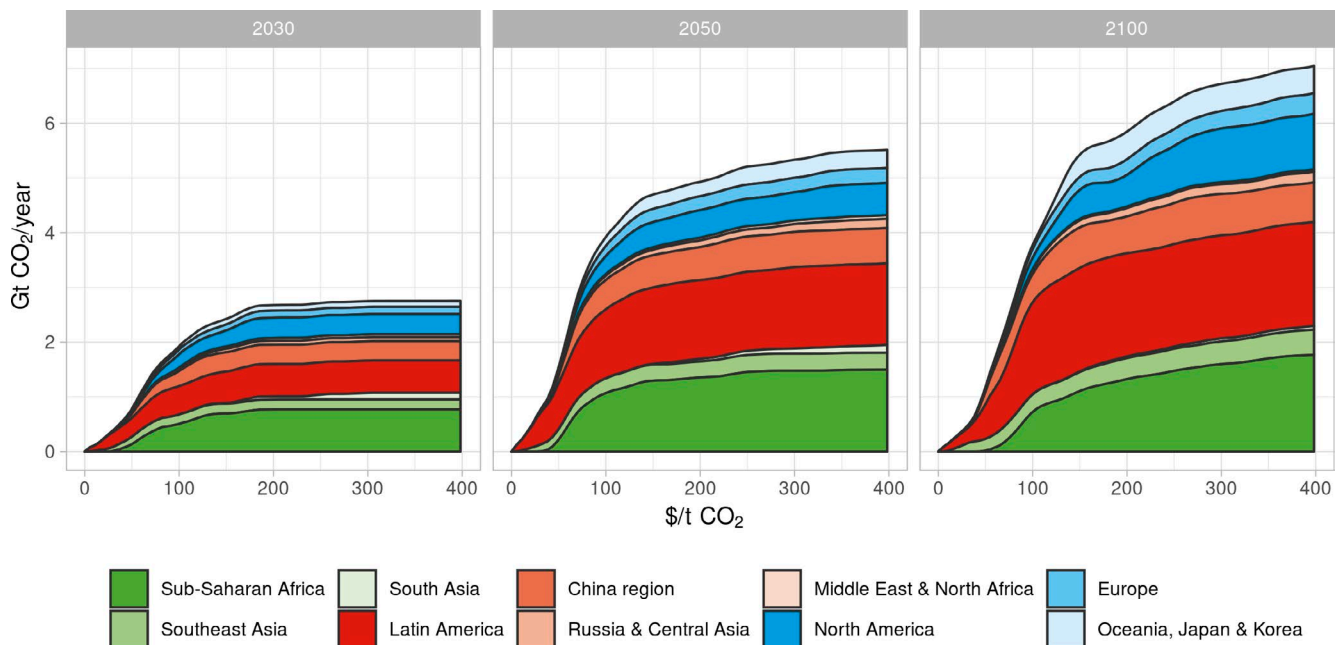 2030 2050 2100
Gt CO₂/year
6
4
2
0
0 100 200 300 400 0 100 200 300 400 0 100 200 300 400
$/t CO₂
Sub-Saharan Africa South Asia China region Middle East & North Africa Europe
Southeast Asia Latin America Russia & Central Asia North America Oceania, Japan & Korea